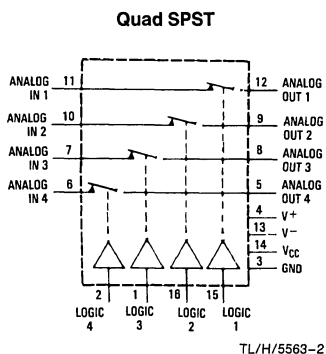 Quad SPST
ANALOG IN 1 11 12 ANALOG OUT 1
ANALOG IN 2 10 9 ANALOG OUT 2
ANALOG IN 3 7 8 ANALOG OUT 3
ANALOG IN 4 6 5 ANALOG OUT 4
4 V+
13 V−
14 VCC
3 GND
2 1 16 15
LOGIC 4 LOGIC 3 LOGIC 2 LOGIC 1
TL/H/5563-2